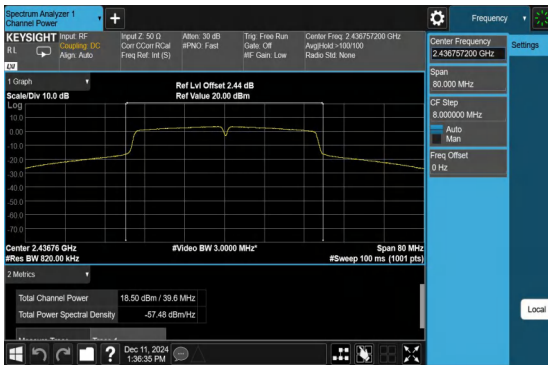 Spectrum Analyzer 1
Channel Power
Frequency
KEYSIGHT
RL
Input: RF
Coupling: DC
Align: Auto
Input Z: 50 Ω
Corr CCorr RCal
Freq Ref: Int (S)
Atten: 30 dB
#PNO: Fast
Trig: Free Run
Gate: Off
#IF Gain: Low
Center Freq: 2.436757200 GHz
Avg|Hold:>100/100
Radio Std: None
Center Frequency
2.436757200 GHz
Settings
Span
80.000 MHz
CF Step
8.000000 MHz
Auto
Man
Freq Offset
0 Hz
Local
1 Graph
Scale/Div 10.0 dB
Ref Lvl Offset 2.44 dB
Ref Value 20.00 dBm
Log
10.0
0.00
-10.0
-20.0
-30.0
-40.0
-50.0
-60.0
-70.0
Center 2.43676 GHz
#Res BW 820.00 kHz
#Video BW 3.0000 MHz*
Span 80 MHz
#Sweep 100 ms (1001 pts)
2 Metrics
Total Channel Power 18.50 dBm / 39.6 MHz
Total Power Spectral Density -57.48 dBm/Hz
Dec 11, 2024
1:36:35 PM